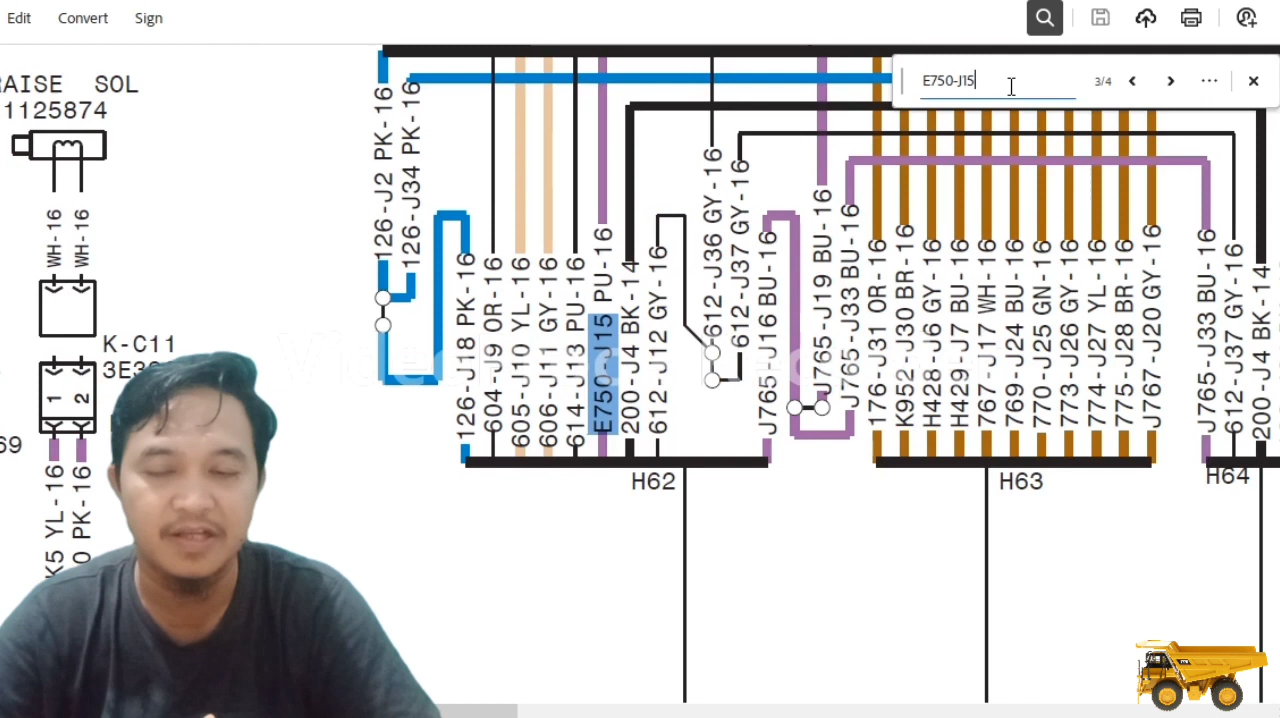 Edit Convert Sign
E750-J15
3/4
RAISE SOL
1125874
WH-16
WH-16
K-C11
1 2
69
K5 YL-16
0 PK-16
126-J2 PK-16
126-J34 PK-16
126-J18 PK-16
604-J9 OR-16
605-J10 YL-16
606-J11 GY-16
614-J13 PU-16
E750-J15 PU-16
200-J4 BK-14
612-J12 GY-16
612-J36 GY-16
612-J37 GY-16
J765-J16 BU-16
J765-J19 BU-16
J765-J33 BU-16
176-J31 OR-16
K952-J30 BR-16
H428-J6 GY-16
H429-J7 BU-16
767-J17 WH-16
769-J24 BU-16
770-J25 GN-16
773-J26 GY-16
774-J27 YL-16
775-J28 BR-16
J767-J20 GY-16
J765-J33 BU-16
612-J37 GY-16
200-J4 BK-14
H62
H63
H64